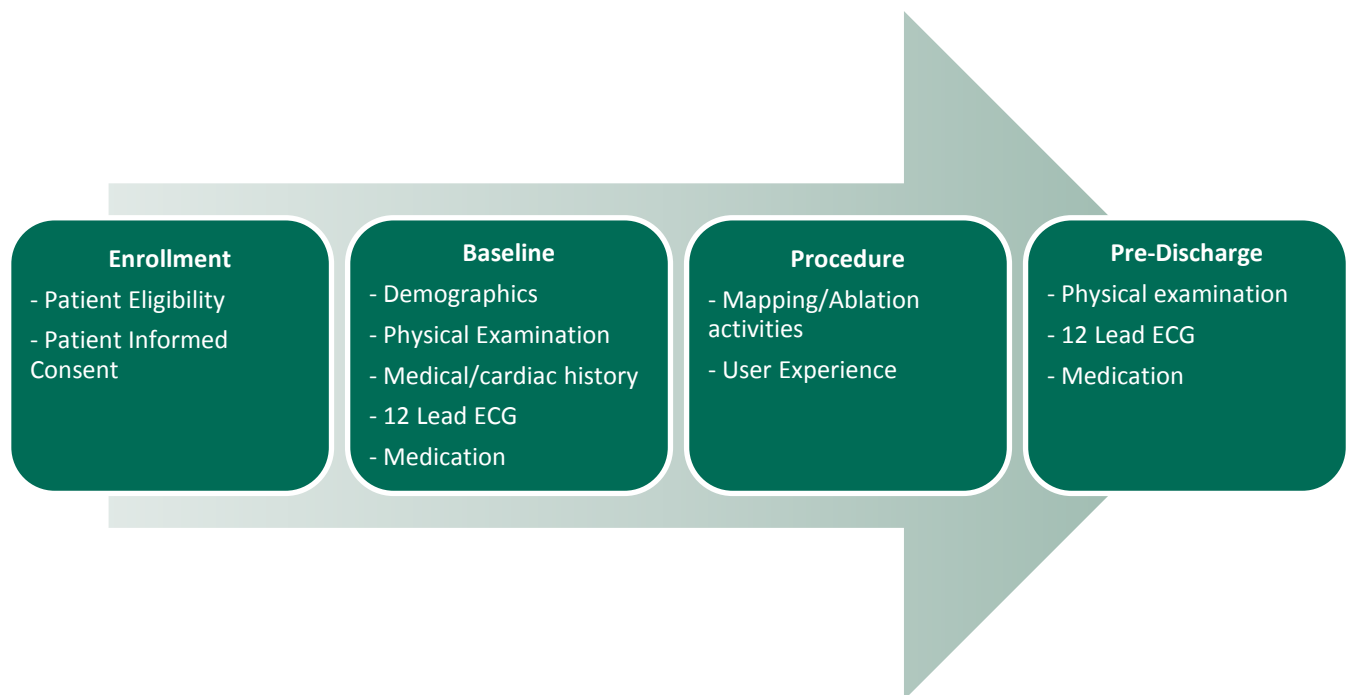 Enrollment
- Patient Eligibility
- Patient Informed
Consent
Baseline
- Demographics
- Physical Examination
- Medical/cardiac history
- 12 Lead ECG
- Medication
Procedure
- Mapping/Ablation
activities
- User Experience
Pre-Discharge
- Physical examination
- 12 Lead ECG
- Medication